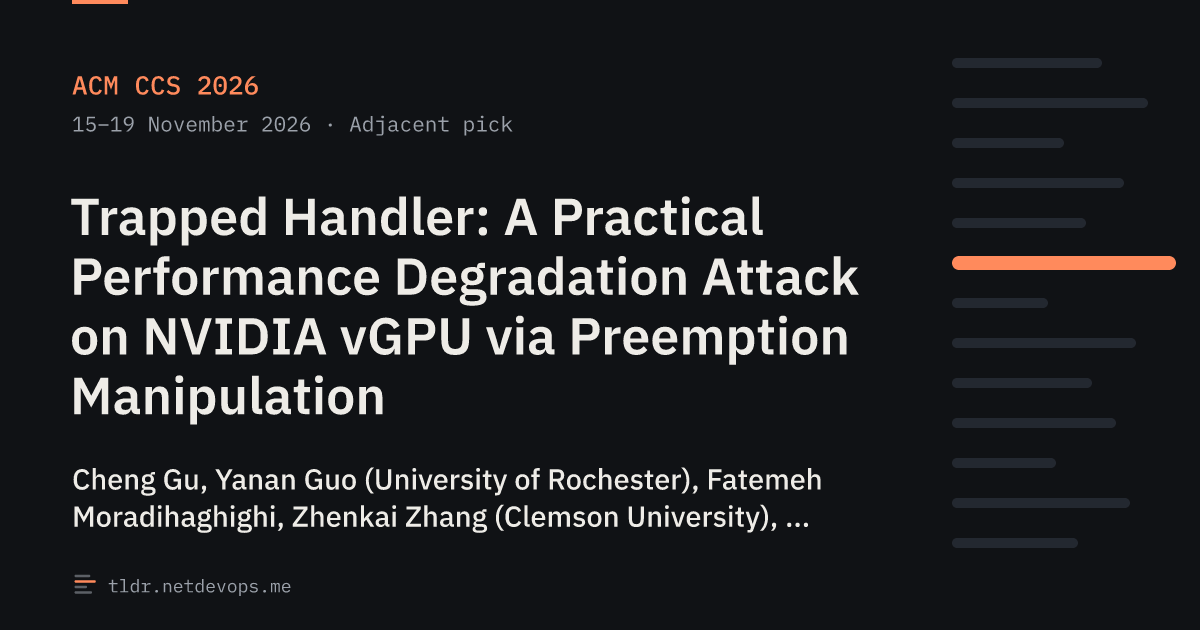 ACM CCS 2026
15–19 November 2026 · Adjacent pick
Trapped Handler: A Practical
Performance Degradation Attack
on NVIDIA vGPU via Preemption
Manipulation
Cheng Gu, Yanan Guo (University of Rochester), Fatemeh
Moradihaghighi, Zhenkai Zhang (Clemson University), ...
tldr.netdevops.me